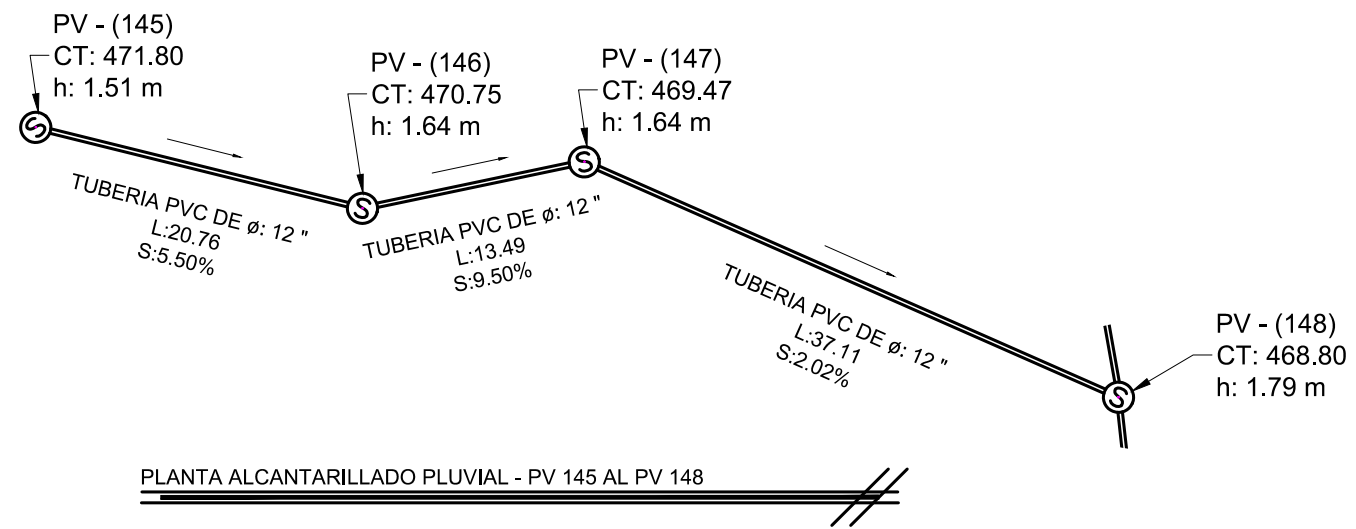 PV - (145)
CT: 471.80
h: 1.51 m
PV - (146)
CT: 470.75
h: 1.64 m
PV - (147)
CT: 469.47
h: 1.64 m
S
S
S
TUBERIA PVC DE ø: 12 "
L:20.76
S:5.50%
TUBERIA PVC DE ø: 12 "
L:13.49
S:9.50%
TUBERIA PVC DE ø: 12 "
L:37.11
S:2.02%
PV - (148)
CT: 468.80
h: 1.79 m
S
PLANTA ALCANTARILLADO PLUVIAL - PV 145 AL PV 148